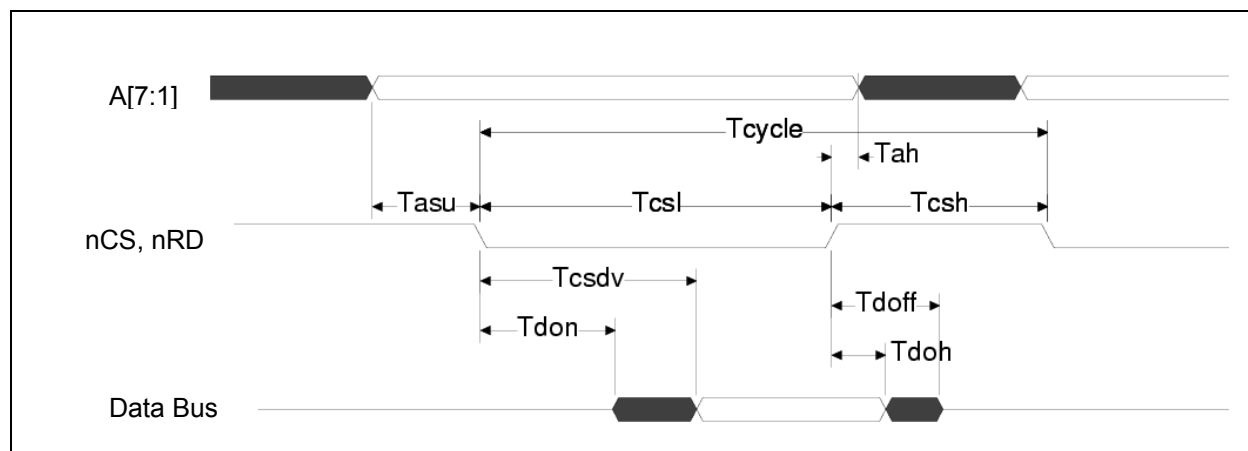 A[7:1]
Tcycle
Tah
Tasu
Tcsl
Tcsh
nCS, nRD
Tcsdv
Tdoff
Tdon
Tdoh
Data Bus